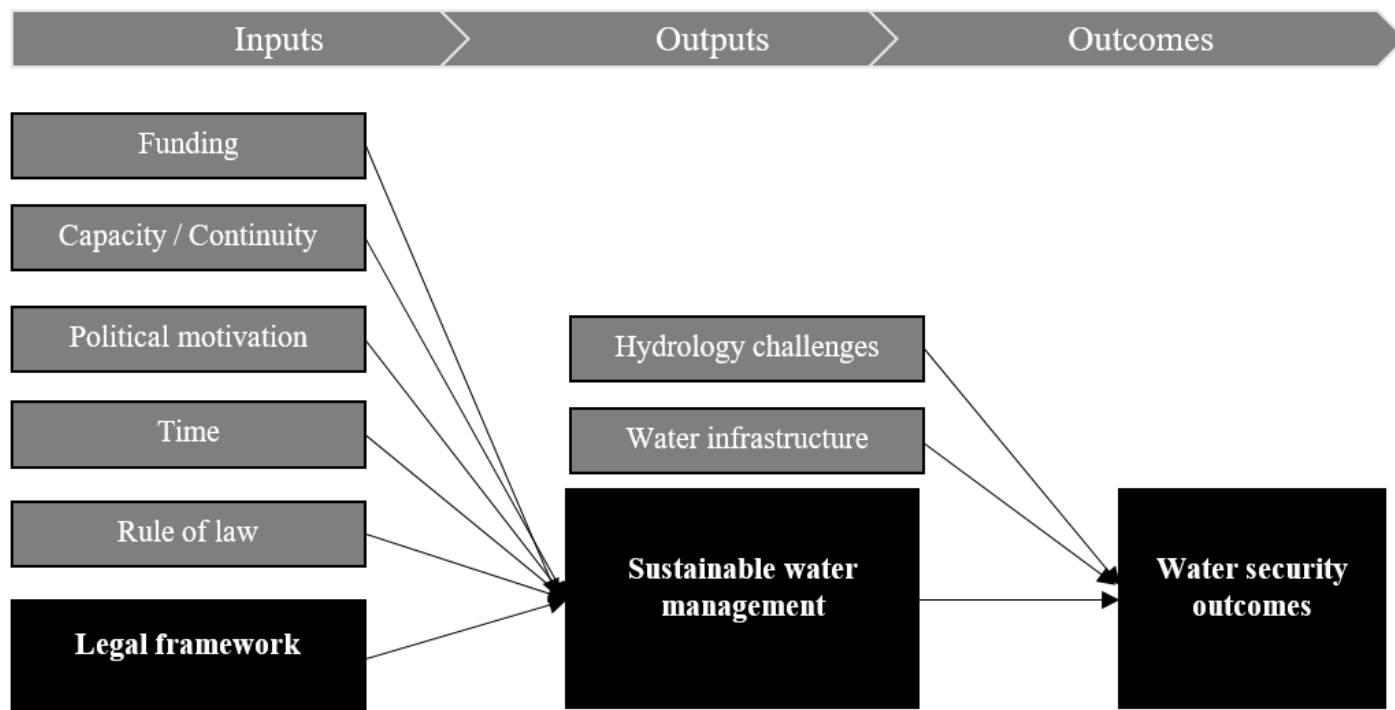 Inputs
Outputs
Outcomes
Funding
Capacity / Continuity
Political motivation
Time
Rule of law
Legal framework
Hydrology challenges
Water infrastructure
Sustainable water
management
Water security
outcomes